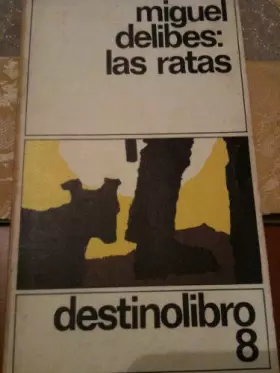 miguel
delibes:
las ratas
destinolibro
8